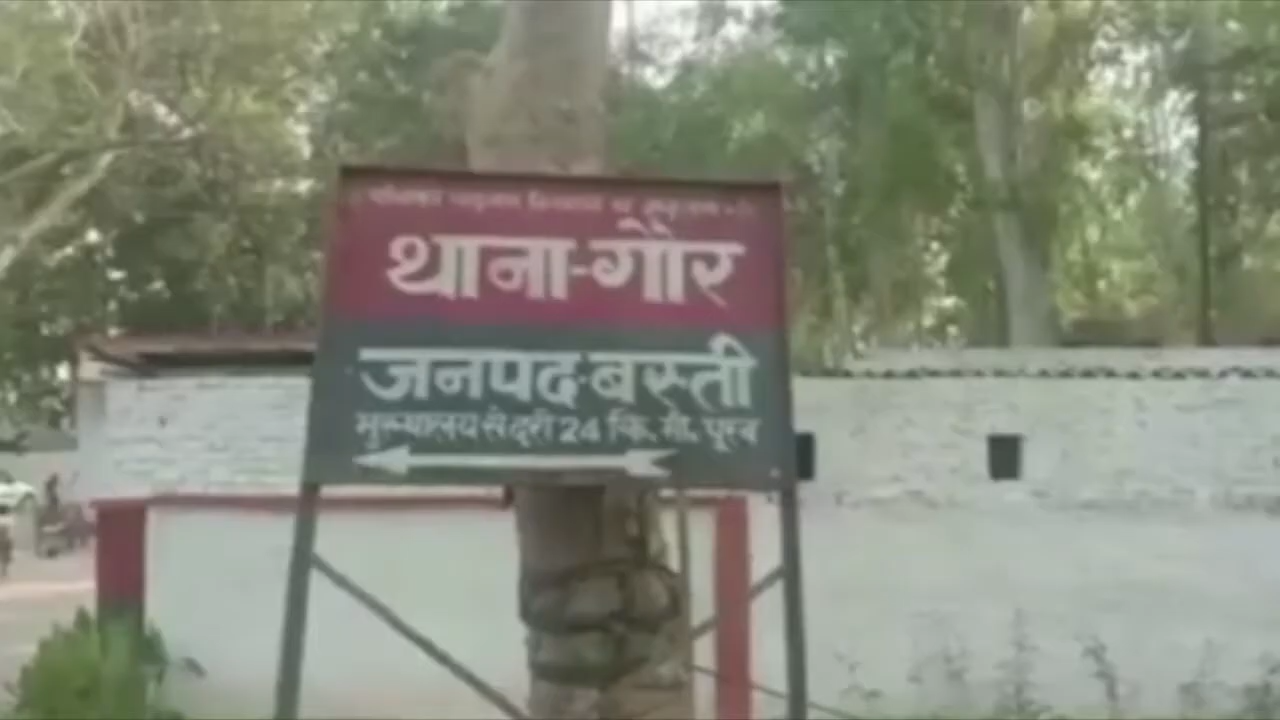 थाना-गौर
जनपद-बस्ती
मुख्यालय से दूरी 24 कि. मी. पूरब